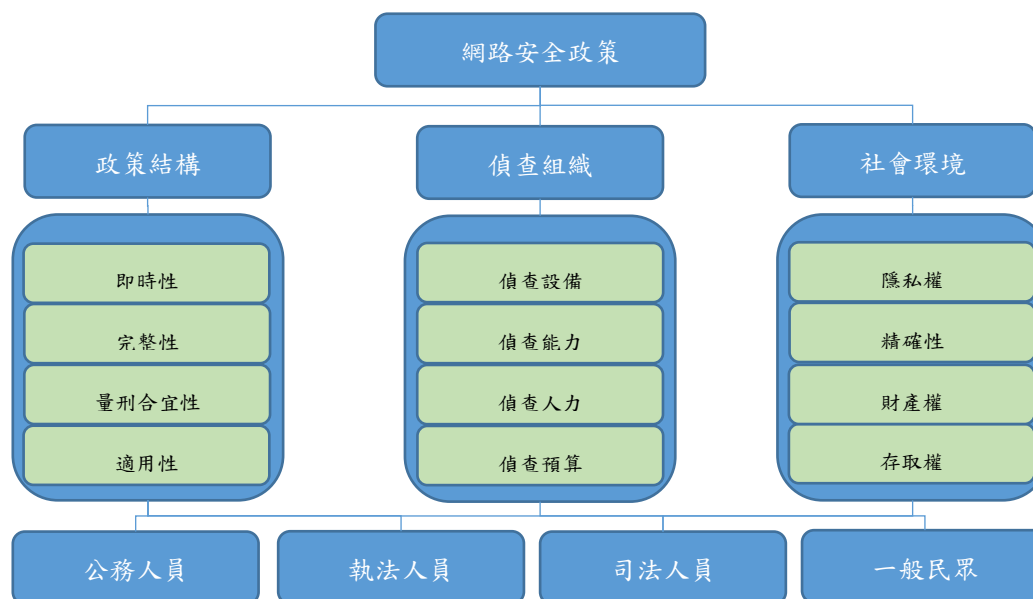 網路安全政策
政策結構
偵查組織
社會環境
即時性
完整性
量刑合宜性
適用性
偵查設備
偵查能力
偵查人力
偵查預算
隱私權
精確性
財產權
存取權
公務人員
執法人員
司法人員
一般民眾